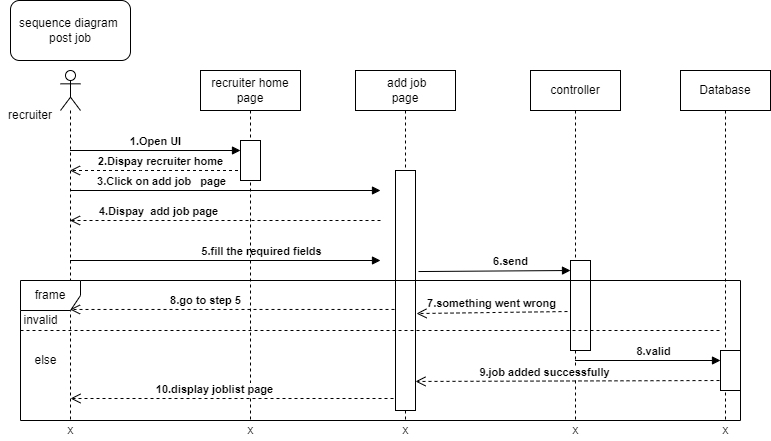 sequence diagram
post job
recruiter
recruiter home
page
add job
page
controller
Database
1.Open UI
2.Dispay recruiter home
3.Click on add job page
4.Dispay add job page
5.fill the required fields
6.send
frame
8.go to step 5
7.something went wrong
invalid
else
8.valid
9.job added successfully
10.display joblist page
X X X X X